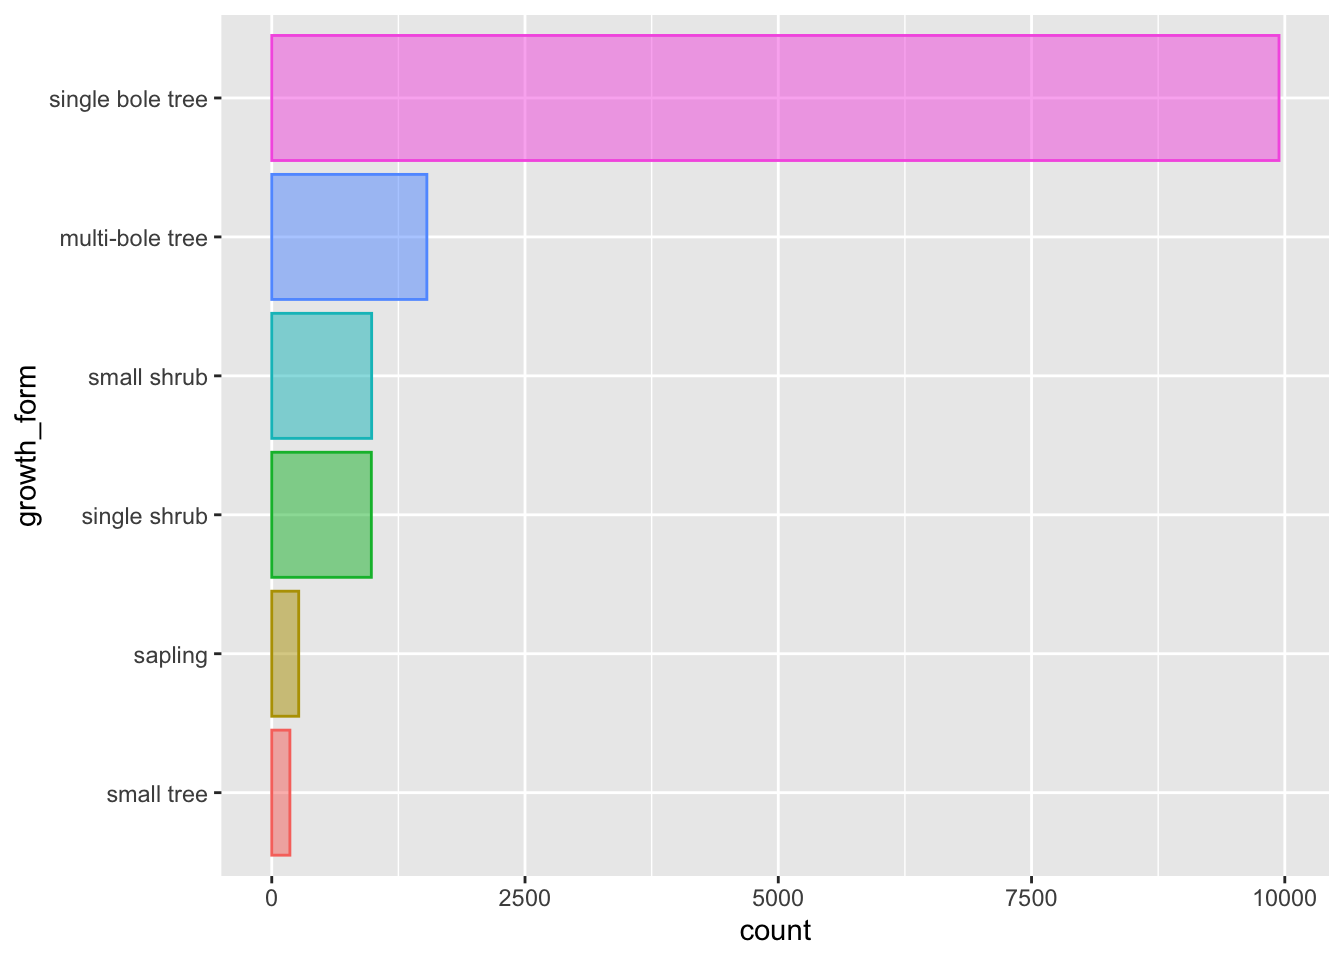 single bole tree
multi-bole tree
small shrub
single shrub
sapling
small tree
growth_form
0 2500 5000 7500 10000
count